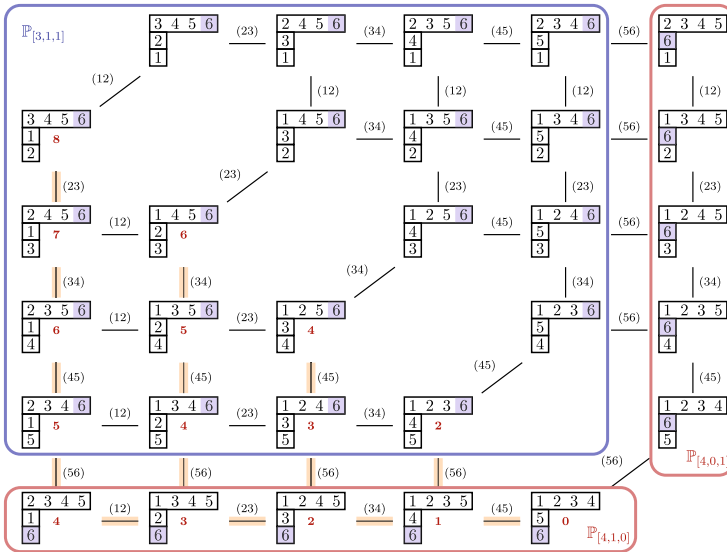 ℙ[3,1,1]
3 4 5 6 (23) 2 4 5 6 (34) 2 3 5 6 (45) 2 3 4 6 (56) 2 3 4 5
2 3 4 5 6
1 1 1 1 1
(12) (12) (12) (12) (12)
3 4 5 6 1 4 5 6 (34) 1 3 5 6 (45) 1 3 4 6 (56) 1 3 4 5
1 8 3 4 5 6
2 2 2 2 2
(23) (23) (23) (23) (23)
2 4 5 6 (12) 1 4 5 6 1 2 5 6 (45) 1 2 4 6 (56) 1 2 4 5
1 7 2 6 4 5 6
3 3 3 3 3
(34) (34) (34) (34) (34)
2 3 5 6 (12) 1 3 5 6 (23) 1 2 5 6 1 2 3 6 (56) 1 2 3 5
1 6 2 5 3 4 5 6
4 4 4 4 4
(45) (45) (45) (45) (45)
2 3 4 6 (12) 1 3 4 6 (23) 1 2 4 6 (34) 1 2 3 6 1 2 3 4
1 5 2 4 3 3 4 2 6
5 5 5 5 5
(56) (56) (56) (56) (56) ℙ[4,0,1]
2 3 4 5 (12) 1 3 4 5 (23) 1 2 4 5 (34) 1 2 3 5 (45) 1 2 3 4
1 4 2 3 3 2 4 1 5 0 ℙ[4,1,0]
6 6 6 6 6